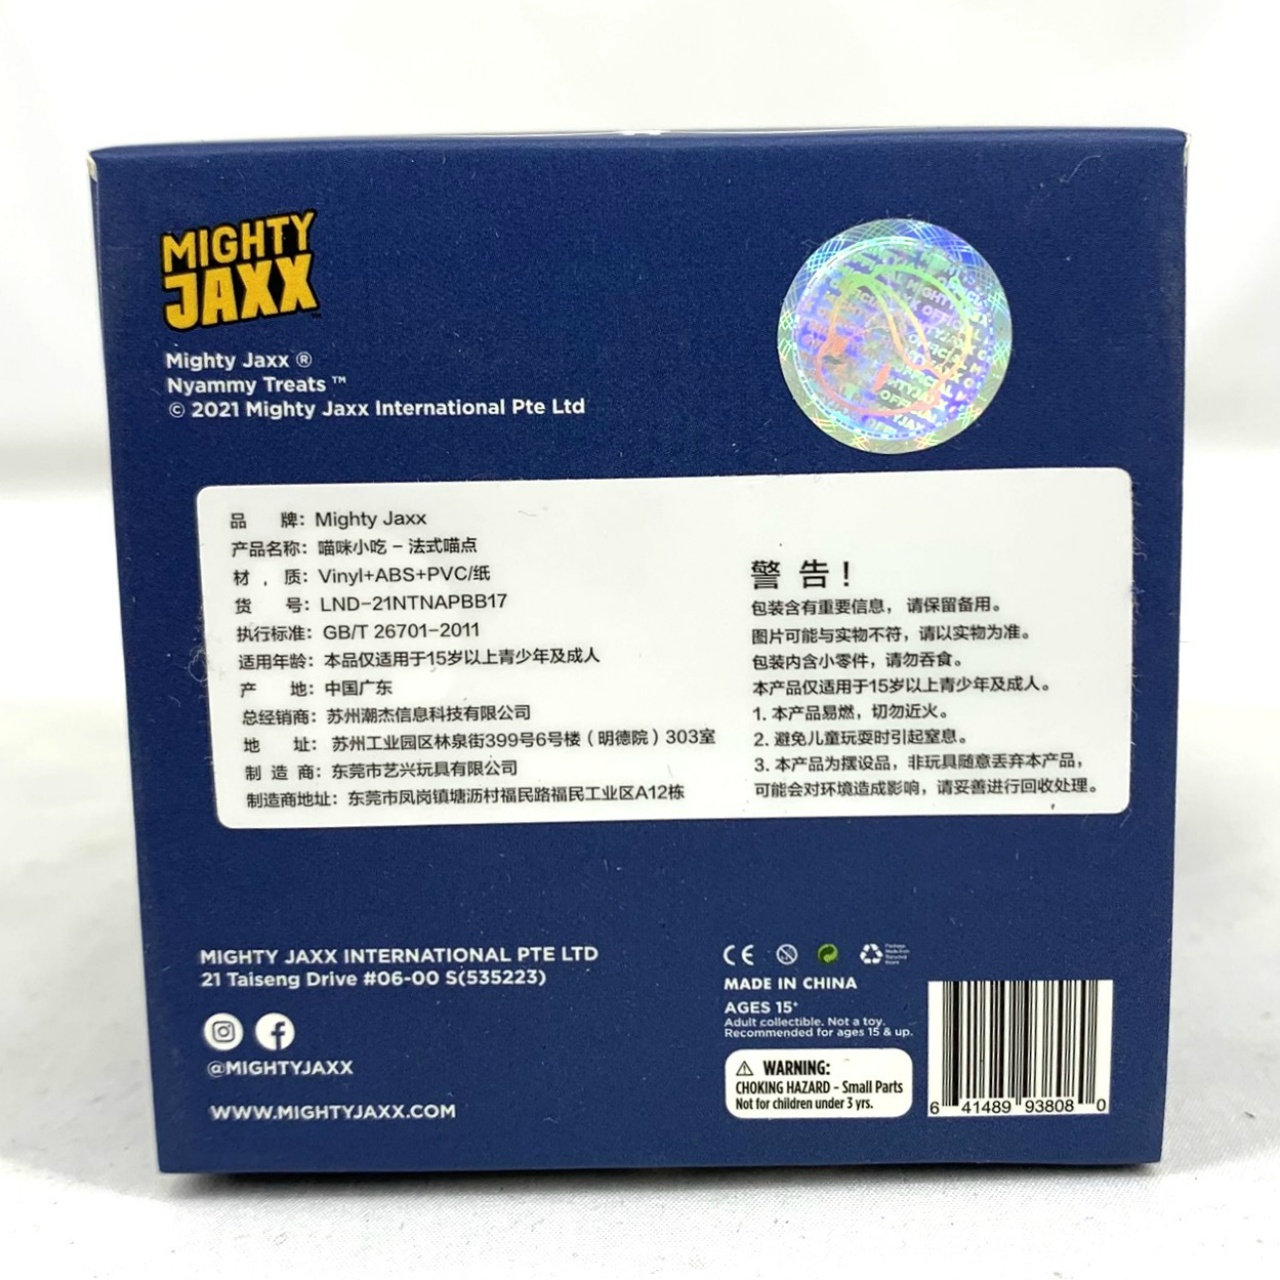 MIGHTY
JAXX
Mighty Jaxx ®
Nyammy Treats ™
© 2021 Mighty Jaxx International Pte Ltd
品 牌：Mighty Jaxx
产品名称：喵咪小吃 – 法式喵点
材 质：Vinyl+ABS+PVC/纸
货 号：LND-21NTNAPBB17
执行标准：GB/T 26701-2011
适用年龄：本品仅适用于15岁以上青少年及成人
产 地：中国广东
总经销商：苏州潮杰信息科技有限公司
地 址：苏州工业园区林泉街399号6号楼（明德院）303室
制 造 商：东莞市艺兴玩具有限公司
制造商地址：东莞市凤岗镇塘沥村福民路福民工业区A12栋
警 告！
包装含有重要信息，请保留备用。
图片可能与实物不符，请以实物为准。
包装内含小零件，请勿吞食。
本产品仅适用于15岁以上青少年及成人。
1. 本产品易燃，切勿近火。
2. 避免儿童玩耍时引起窒息。
3. 本产品为摆设品，非玩具随意丢弃本产品，
可能会对环境造成影响，请妥善进行回收处理。
MIGHTY JAXX INTERNATIONAL PTE LTD
21 Taiseng Drive #06-00 S(535223)
@MIGHTYJAXX
WWW.MIGHTYJAXX.COM
CE
MADE IN CHINA
AGES 15+
Adult collectible. Not a toy.
Recommended for ages 15 & up.
WARNING:
CHOKING HAZARD - Small Parts
Not for children under 3 yrs.
6 41489 93808 0